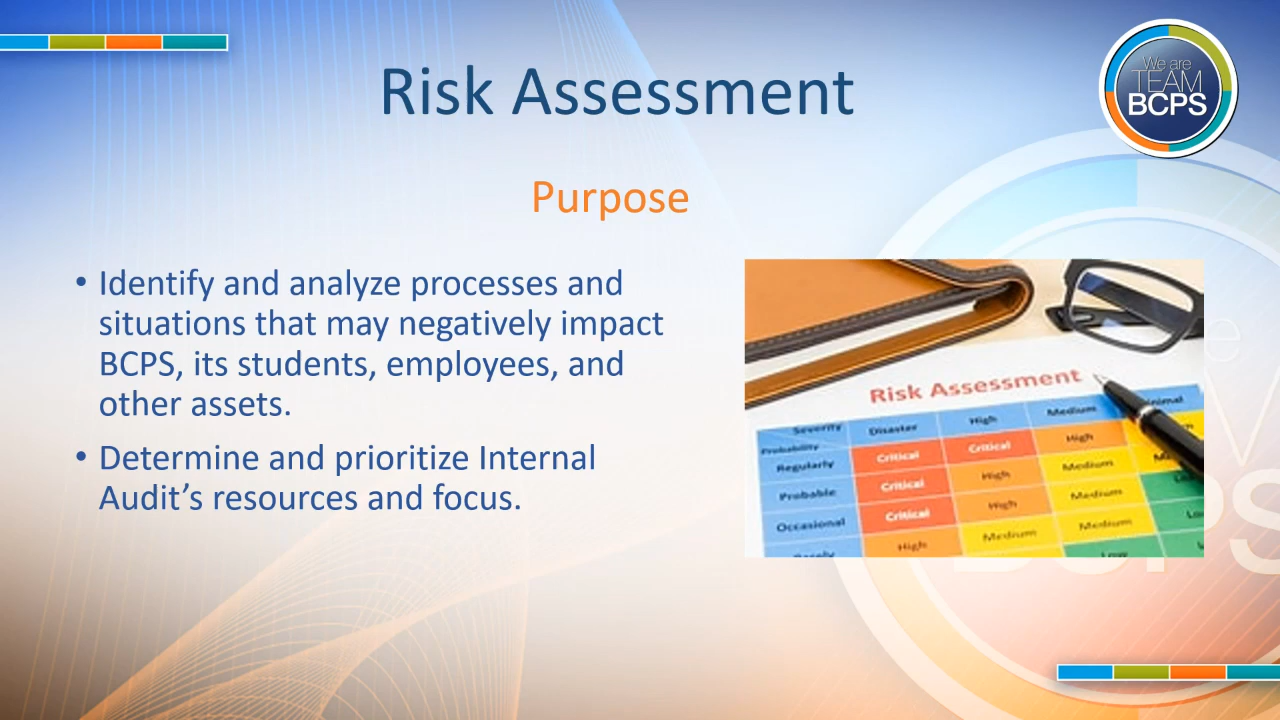 Risk Assessment
We are
TEAM
BCPS
Purpose
• Identify and analyze processes and
situations that may negatively impact
BCPS, its students, employees, and
other assets.
• Determine and prioritize Internal
Audit’s resources and focus.
Risk Assessment
Severity Disaster High Medium
Probability
Regularly Critical Critical High
Probable Critical High Medium
Occasional Critical High Medium
High Medium Medium
Low